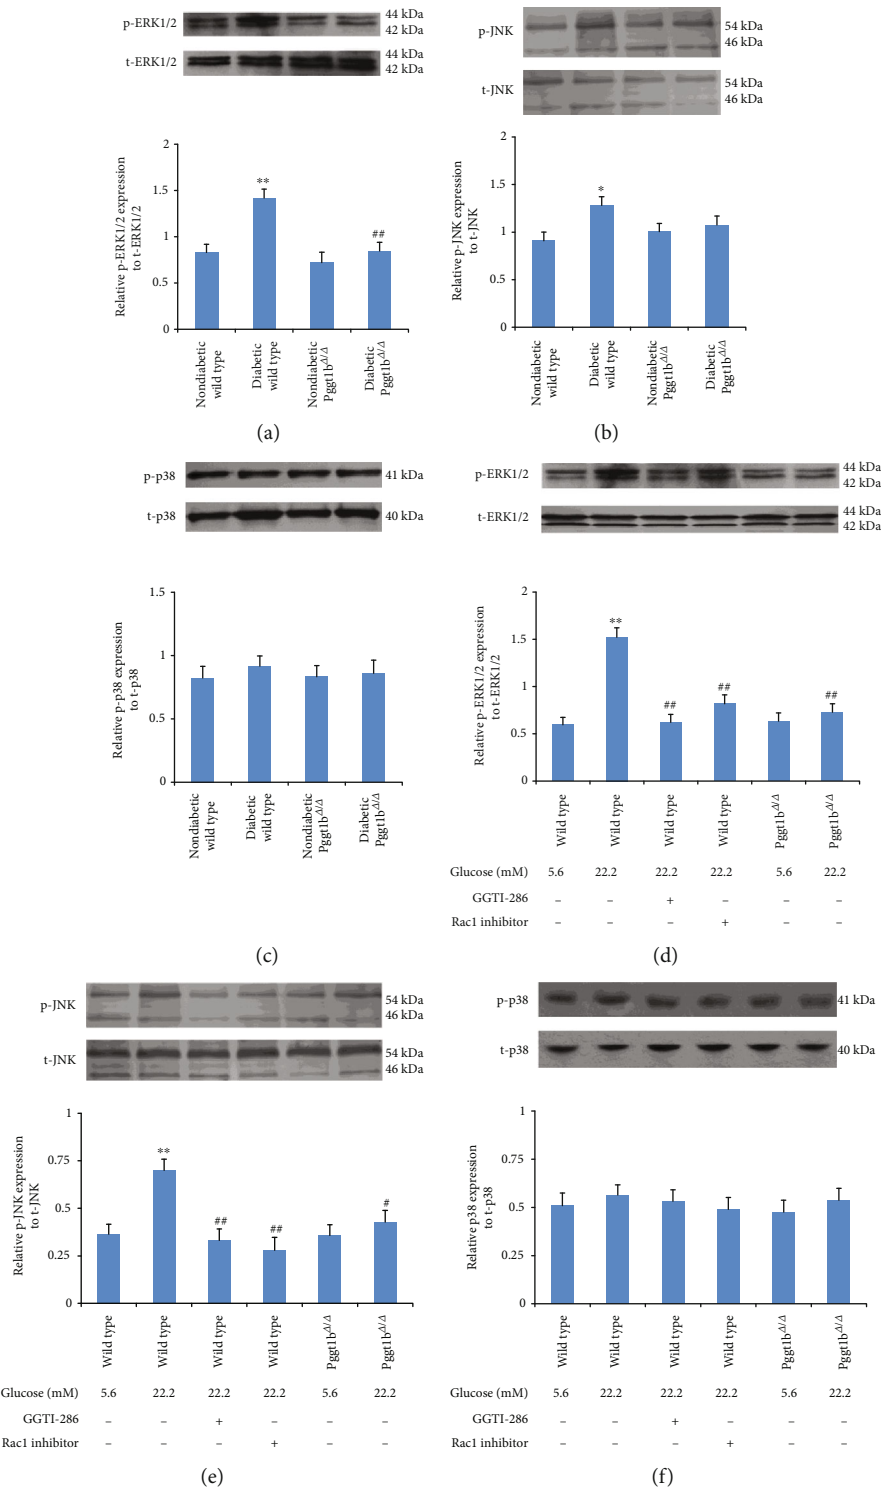 p-ERK1/2
44 kDa
42 kDa
t-ERK1/2
44 kDa
42 kDa
Relative p-ERK1/2 expression
to t-ERK1/2
2
1.5
1
0.5
0
**
##
Nondiabetic
wild type
Diabetic
wild type
Nondiabetic
Pggt1bΔ/Δ
Diabetic
Pggt1bΔ/Δ
(a)
p-JNK
54 kDa
46 kDa
t-JNK
54 kDa
46 kDa
Relative p-JNK expression
to t-JNK
2
1.5
1
0.5
0
*
Nondiabetic
wild type
Diabetic
wild type
Nondiabetic
Pggt1bΔ/Δ
Diabetic
Pggt1bΔ/Δ
(b)
p-p38
41 kDa
t-p38
40 kDa
Relative p-p38 expression
to t-p38
1.5
1
0.5
0
Nondiabetic
wild type
Diabetic
wild type
Nondiabetic
Pggt1bΔ/Δ
Diabetic
Pggt1bΔ/Δ
(c)
p-ERK1/2
44 kDa
42 kDa
t-ERK1/2
44 kDa
42 kDa
Relative p-ERK1/2 expression
to t-ERK1/2
2
1.5
1
0.5
0
**
##
##
##
Wild type
Wild type
Wild type
Wild type
Pggt1bΔ/Δ
Pggt1bΔ/Δ
Glucose (mM) 5.6 22.2 22.2 22.2 5.6 22.2
GGTI-286 – – + – – –
Rac1 inhibitor – – – + – –
(d)
p-JNK
54 kDa
46 kDa
t-JNK
54 kDa
46 kDa
Relative p-JNK expression
to t-JNK
1
0.75
0.5
0.25
0
**
##
##
#
Wild type
Wild type
Wild type
Wild type
Pggt1bΔ/Δ
Pggt1bΔ/Δ
Glucose (mM) 5.6 22.2 22.2 22.2 5.6 22.2
GGTI-286 – – + – – –
Rac1 inhibitor – – – + – –
(e)
p-p38
41 kDa
t-p38
40 kDa
Relative p38 expression
to t-p38
1
0.75
0.5
0.25
0
Wild type
Wild type
Wild type
Wild type
Pggt1bΔ/Δ
Pggt1bΔ/Δ
Glucose (mM) 5.6 22.2 22.2 22.2 5.6 22.2
GGTI-286 – – + – – –
Rac1 inhibitor – – – + – –
(f)